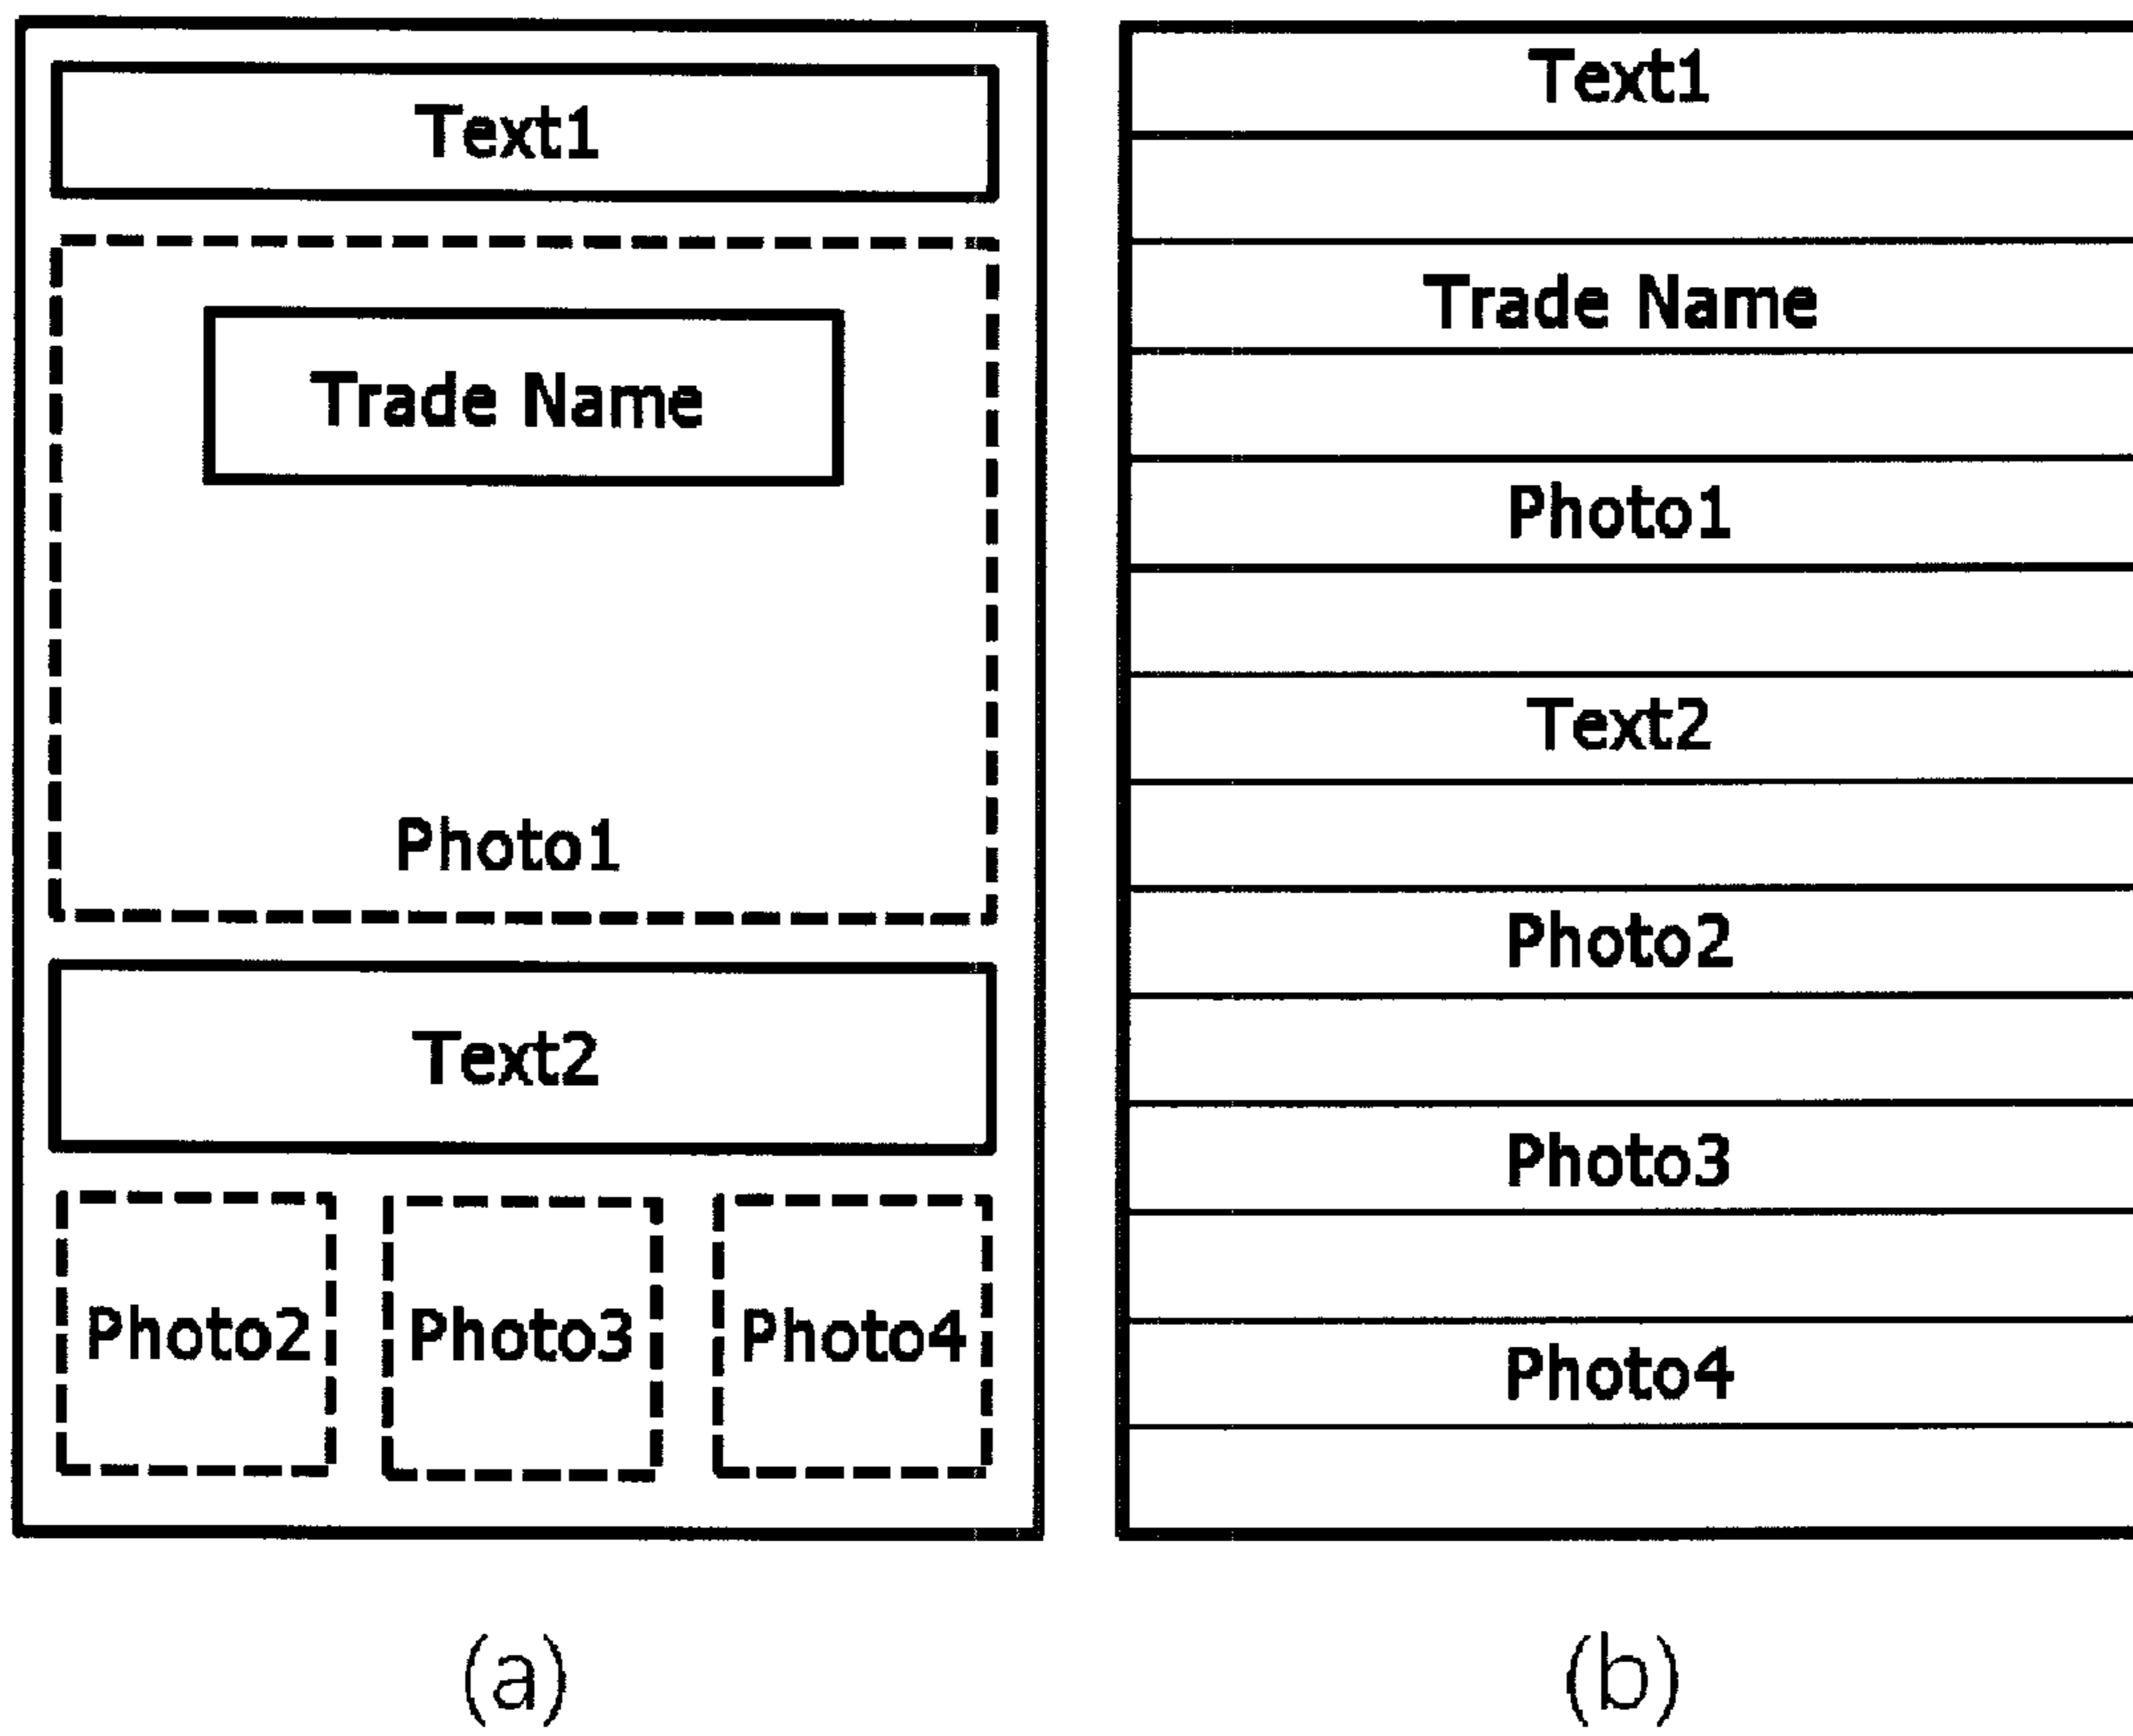 Text1
Trade Name
Photo1
Text2
Photo2 Photo3 Photo4
(a)
Text1
Trade Name
Photo1
Text2
Photo2
Photo3
Photo4
(b)